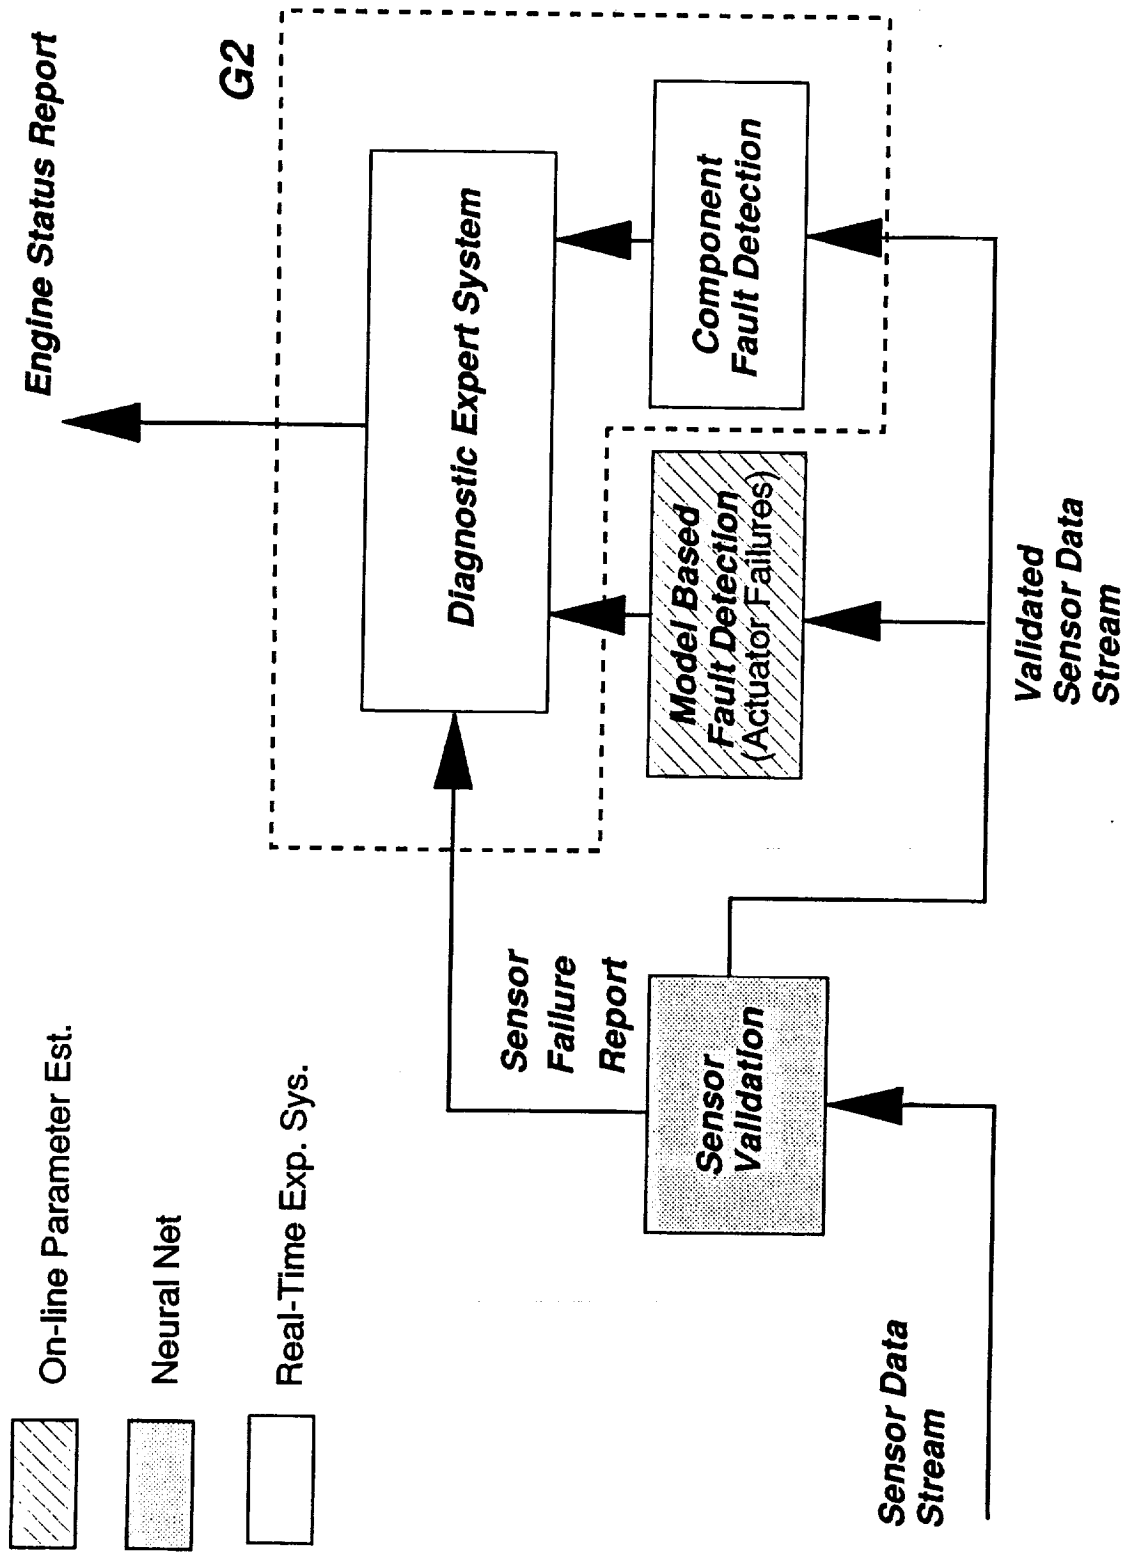 On-line Parameter Est.
Neural Net
Real-Time Exp. Sys.
Engine Status Report
G2
Diagnostic Expert System
Sensor
Failure
Report
Model Based
Fault Detection
(Actuator Failures)
Component
Fault Detection
Sensor
Validation
Sensor Data
Stream
Validated
Sensor Data
Stream